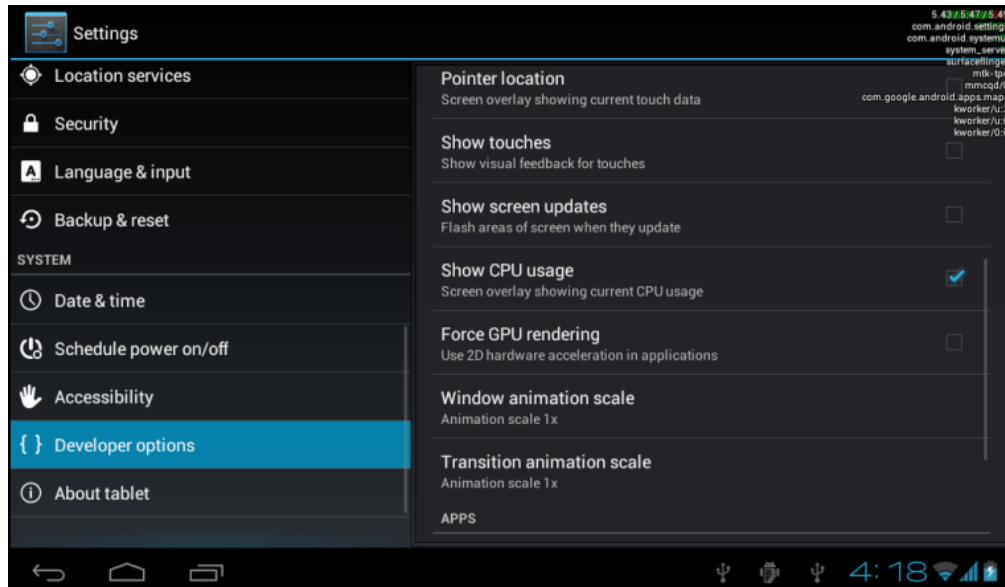 Settings
5.43 / 5.47 / 5.4
com.android.setting
com.android.system
system_serve
surfaceflinge
mtk-tp
mmcqd/
com.google.android.apps.map
kworker/u:
kworker/u:
kworker/0:
Location services
Security
Language & input
Backup & reset
SYSTEM
Date & time
Schedule power on/off
Accessibility
{ } Developer options
About tablet
Pointer location
Screen overlay showing current touch data
Show touches
Show visual feedback for touches
Show screen updates
Flash areas of screen when they update
Show CPU usage
Screen overlay showing current CPU usage
Force GPU rendering
Use 2D hardware acceleration in applications
Window animation scale
Animation scale 1x
Transition animation scale
Animation scale 1x
APPS
4:18